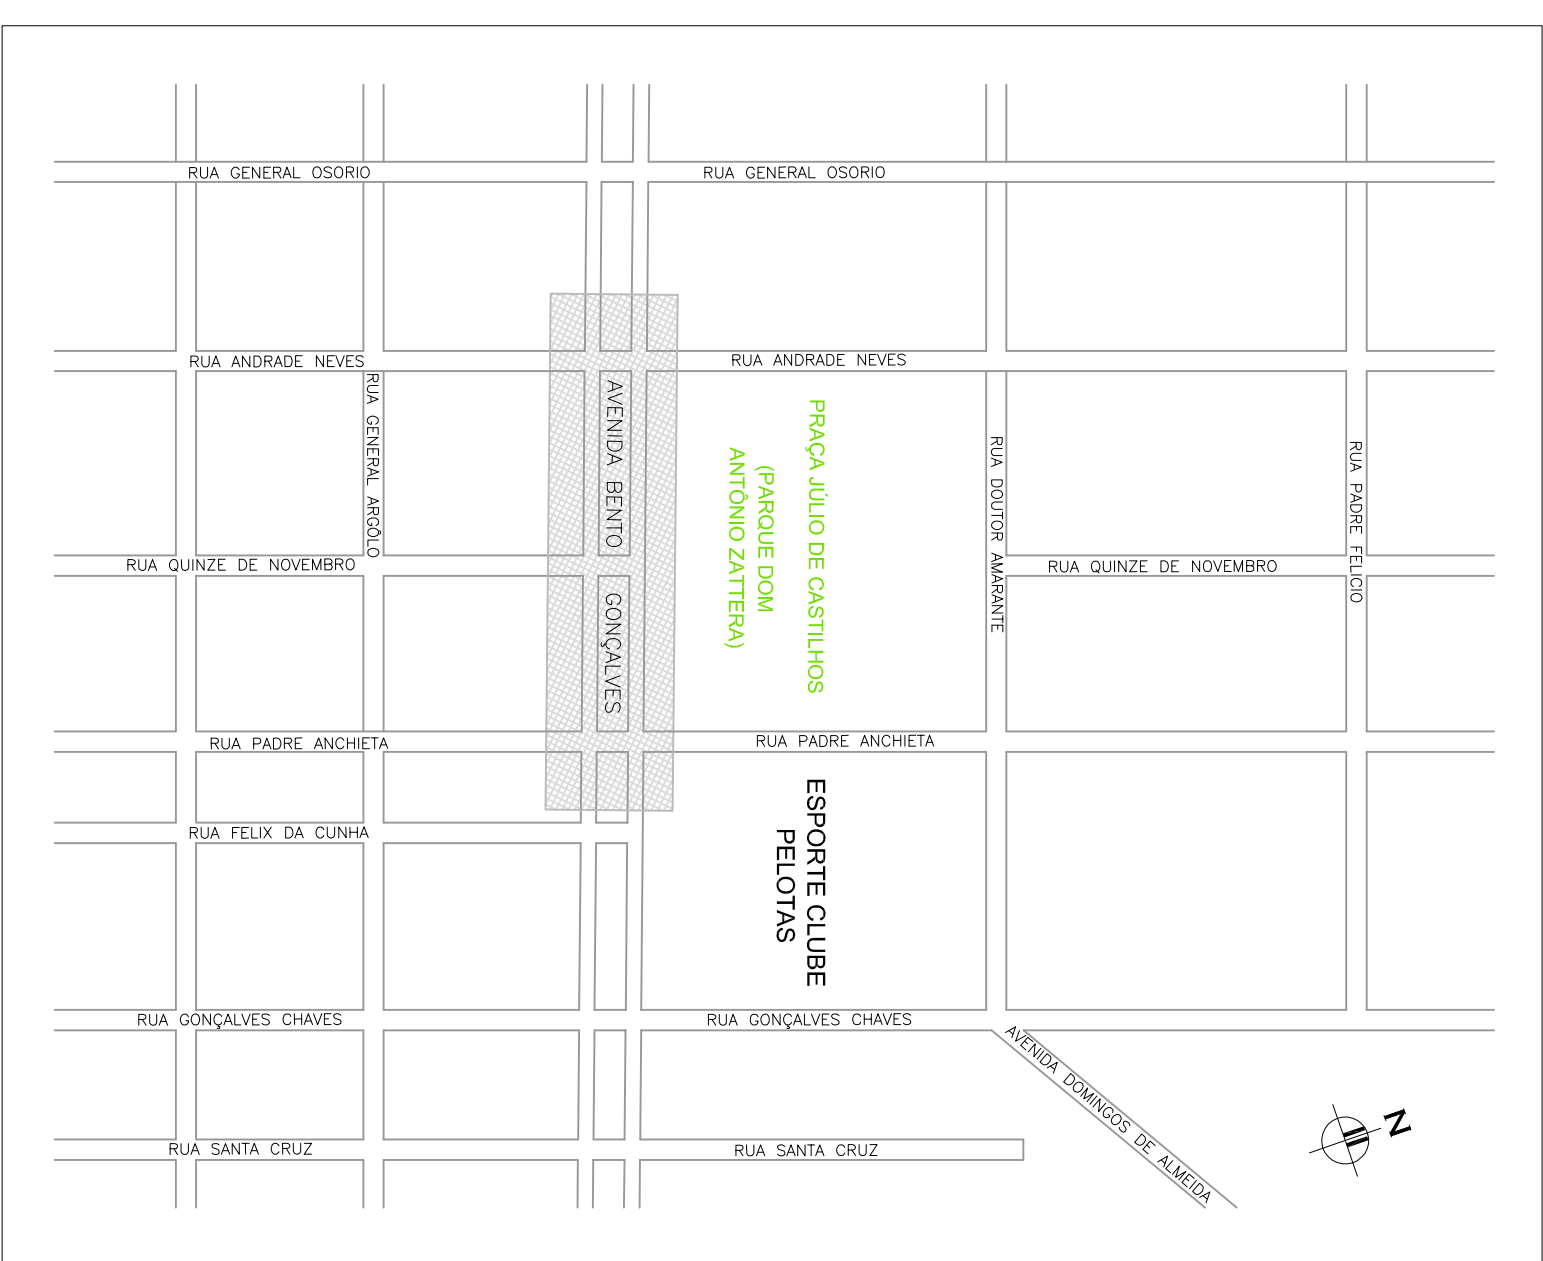 RUA GENERAL OSORIO
RUA GENERAL OSORIO
RUA ANDRADE NEVES
RUA ANDRADE NEVES
RUA GENERAL ARGÔLO
AVENIDA BENTO
GONÇALVES
PRAÇA JÚLIO DE CASTILHOS
(PARQUE DOM
ANTÔNIO ZATTERA)
RUA DOUTOR AMARANTE
RUA PADRE FELICIO
RUA QUINZE DE NOVEMBRO
RUA QUINZE DE NOVEMBRO
RUA PADRE ANCHIETA
RUA PADRE ANCHIETA
ESPORTE CLUBE
PELOTAS
RUA FELIX DA CUNHA
RUA GONÇALVES CHAVES
RUA GONÇALVES CHAVES
AVENIDA DOMINGOS DE ALMEIDA
RUA SANTA CRUZ
RUA SANTA CRUZ
N